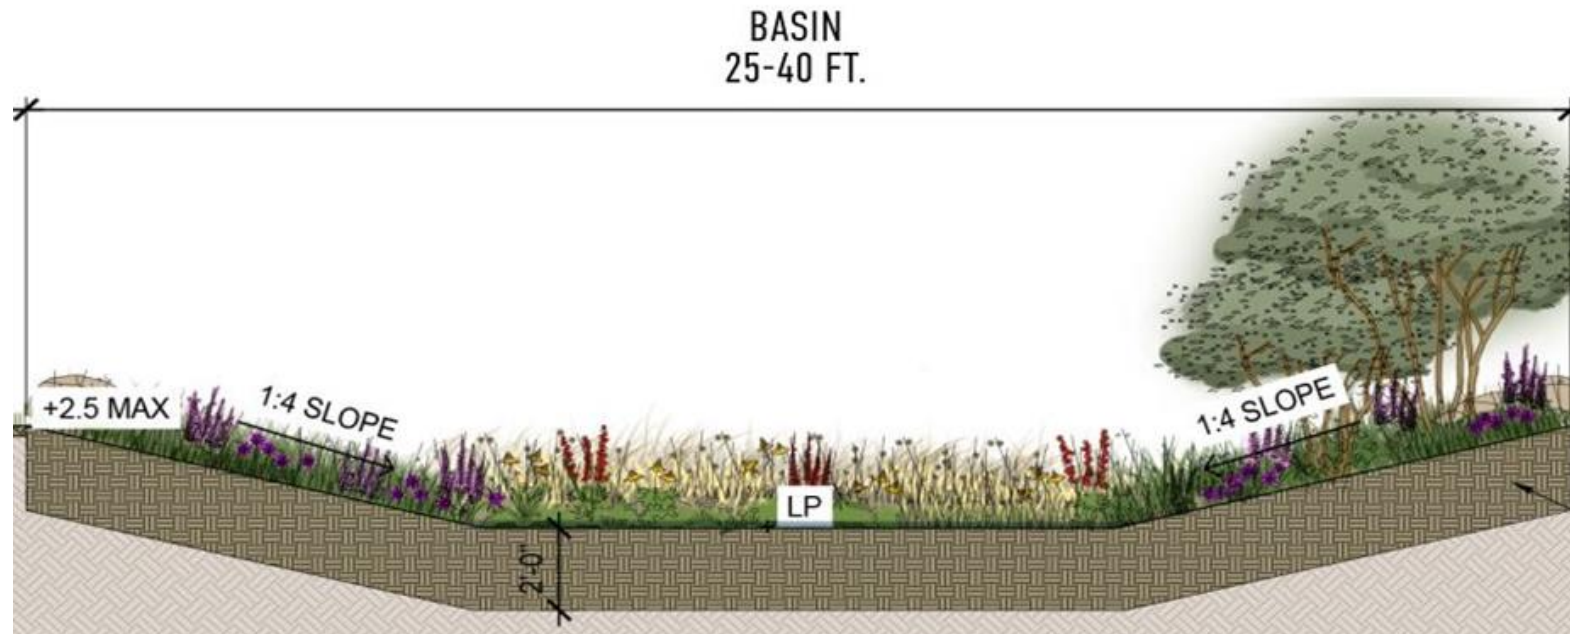 BASIN
25-40 FT.
+2.5 MAX
1:4 SLOPE
1:4 SLOPE
LP
2'-0"